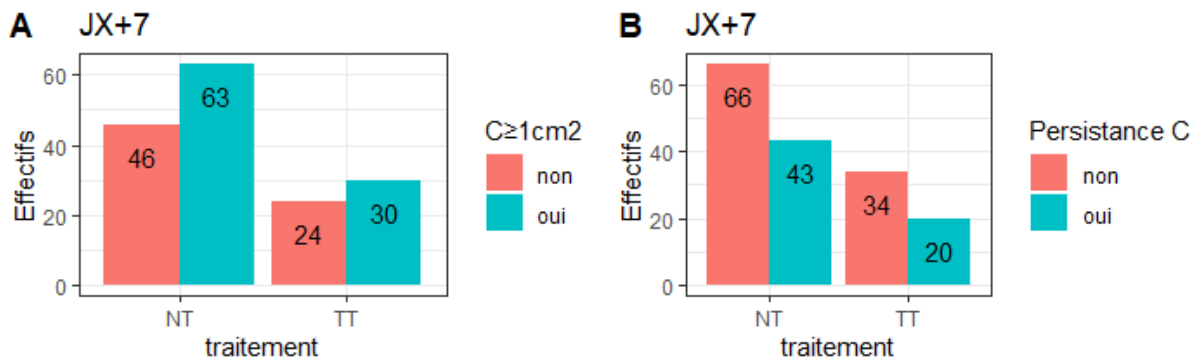 A JX+7
Effectifs
60
40
20
0
46
63
24
30
NT TT
traitement
C≥1cm2
non
oui
B JX+7
Effectifs
60
40
20
0
66
43
34
20
NT TT
traitement
Persistance C
non
oui